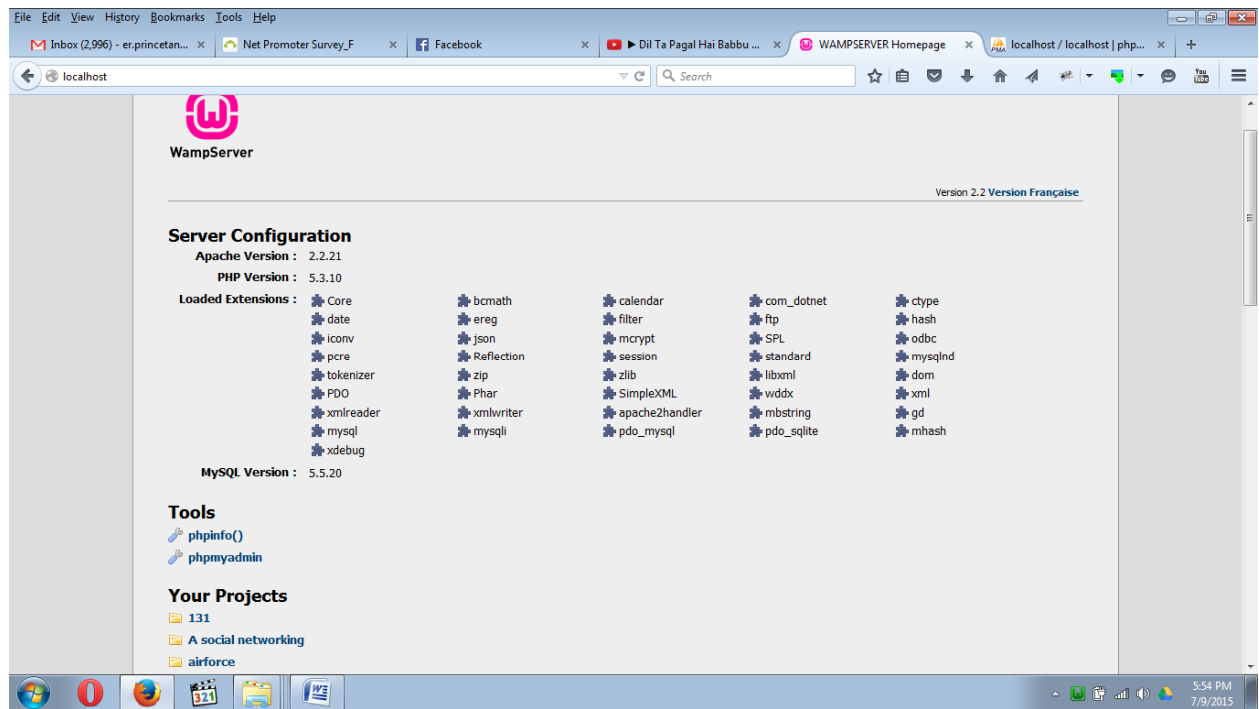 File Edit View History Bookmarks Tools Help
Inbox (2,996) - er.princetan... × Net Promoter Survey_F × Facebook × ▶ Dil Ta Pagal Hai Babbu ... × WAMPSERVER Homepage × localhost / localhost | php... × +
localhost Search You Tube
WampServer
Version 2.2 Version Française
Server Configuration
Apache Version : 2.2.21
PHP Version : 5.3.10
Loaded Extensions : Core bcmath calendar com_dotnet ctype
date ereg filter ftp hash
iconv json mcrypt SPL odbc
pcre Reflection session standard mysqlnd
tokenizer zip zlib libxml dom
PDO Phar SimpleXML wddx xml
xmlreader xmlwriter apache2handler mbstring gd
mysql mysqli pdo_mysql pdo_sqlite mhash
xdebug
MySQL Version : 5.5.20
Tools
phpinfo()
phpmyadmin
Your Projects
131
A social networking
airforce
321
5:54 PM
7/9/2015